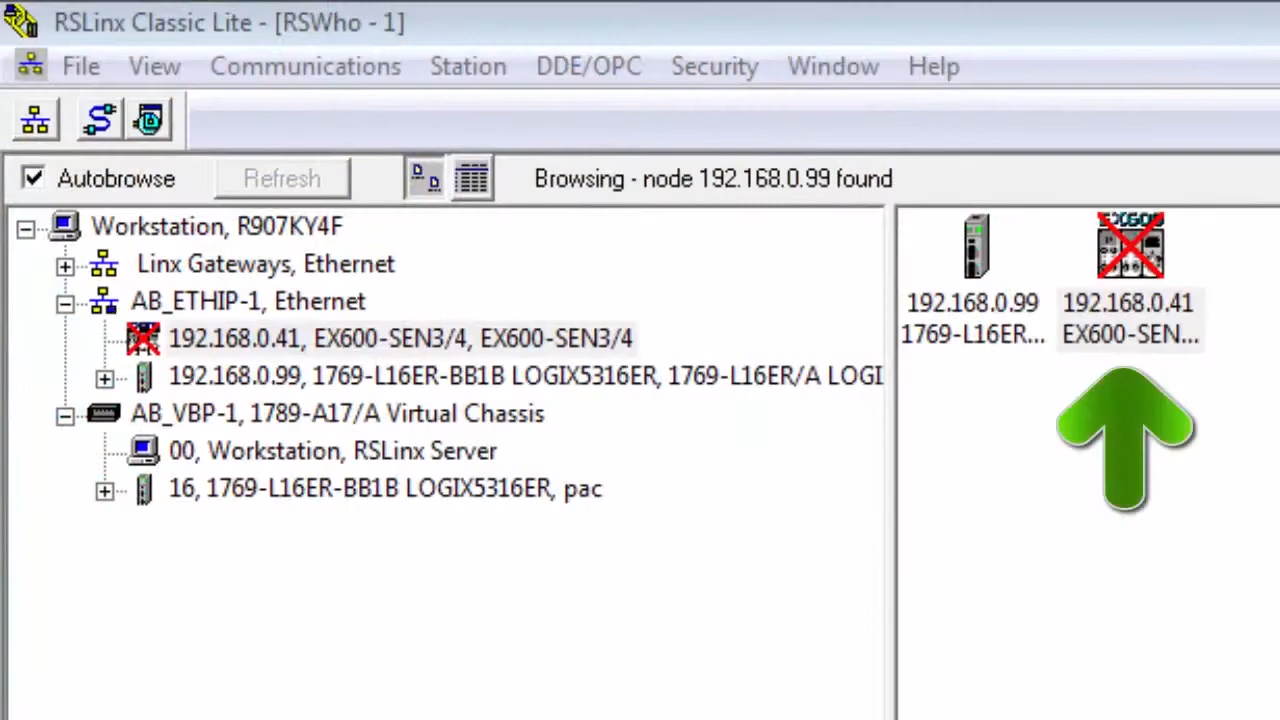 RSLinx Classic Lite - [RSWho - 1]
File View Communications Station DDE/OPC Security Window Help
Autobrowse Refresh Browsing - node 192.168.0.99 found
Workstation, R907KY4F
Linx Gateways, Ethernet
AB_ETHIP-1, Ethernet
192.168.0.41, EX600-SEN3/4, EX600-SEN3/4
192.168.0.99, 1769-L16ER-BB1B LOGIX5316ER, 1769-L16ER/A LOGI
AB_VBP-1, 1789-A17/A Virtual Chassis
00, Workstation, RSLinx Server
16, 1769-L16ER-BB1B LOGIX5316ER, pac
192.168.0.99
1769-L16ER...
192.168.0.41
EX600-SEN...